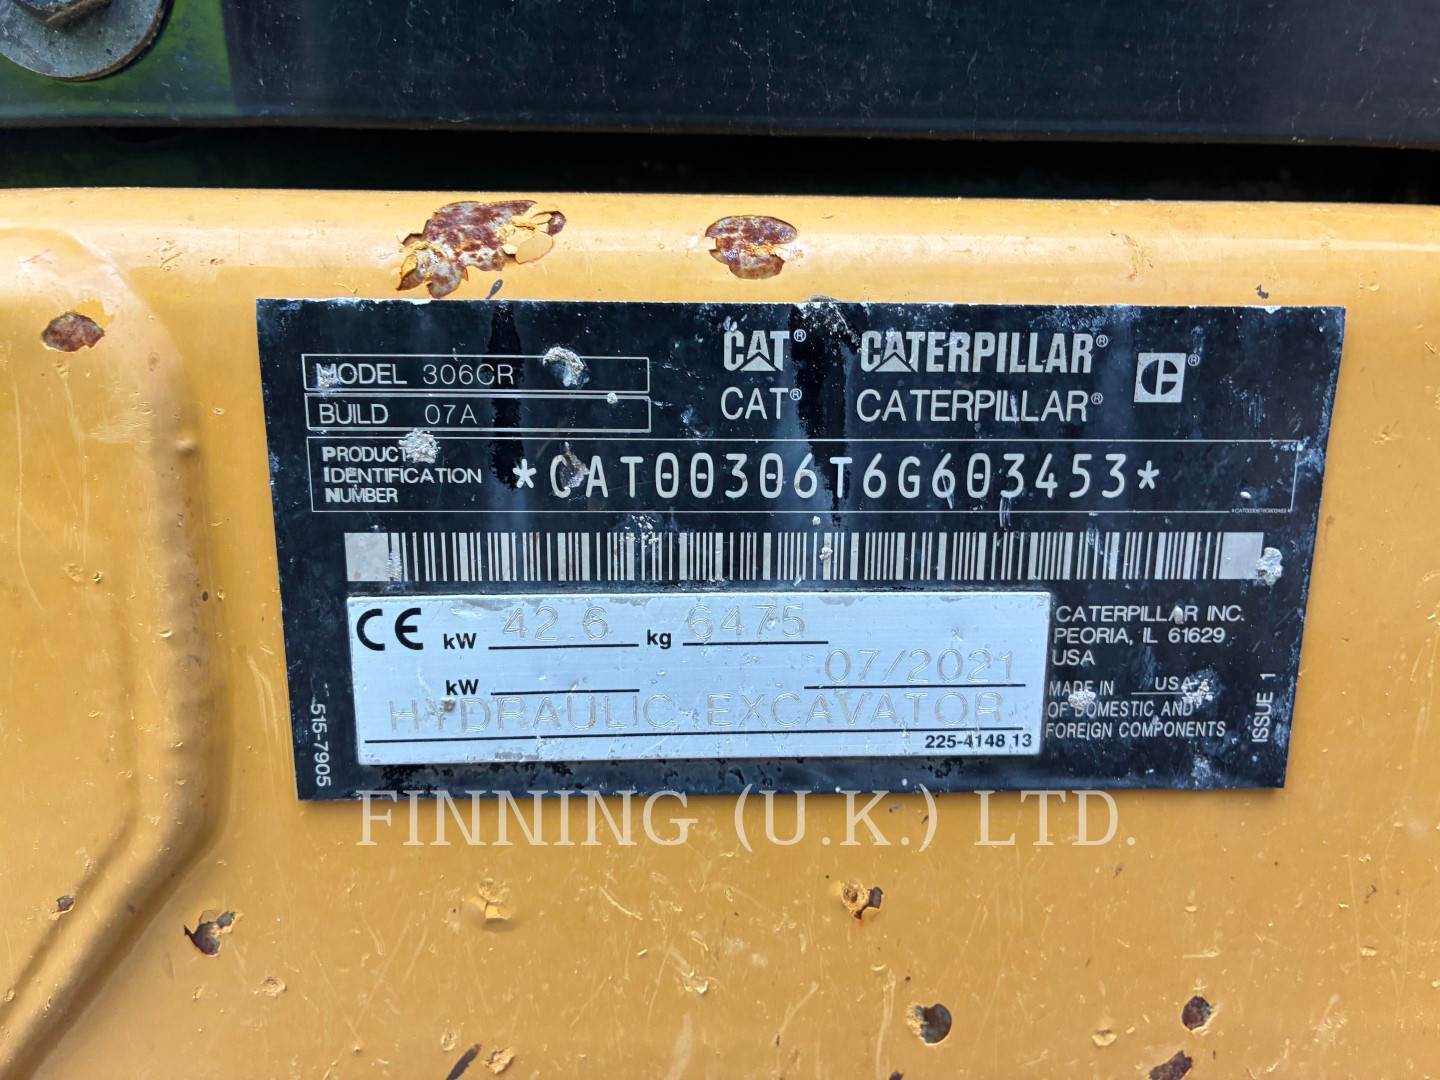 CAT® CATERPILLAR®
CAT® CATERPILLAR®
MODEL 306CR
BUILD 07A
PRODUCT
IDENTIFICATION
NUMBER
*CAT00306T6G603453*
CE kW 42.6 kg 6475
kW 07/2021
HYDRAULIC EXCAVATOR
225-4148 13
CATERPILLAR INC.
PEORIA, IL 61629
USA
MADE IN USA
OF DOMESTIC AND
FOREIGN COMPONENTS
ISSUE 1
515-7905
FINNING (U.K.) LTD.